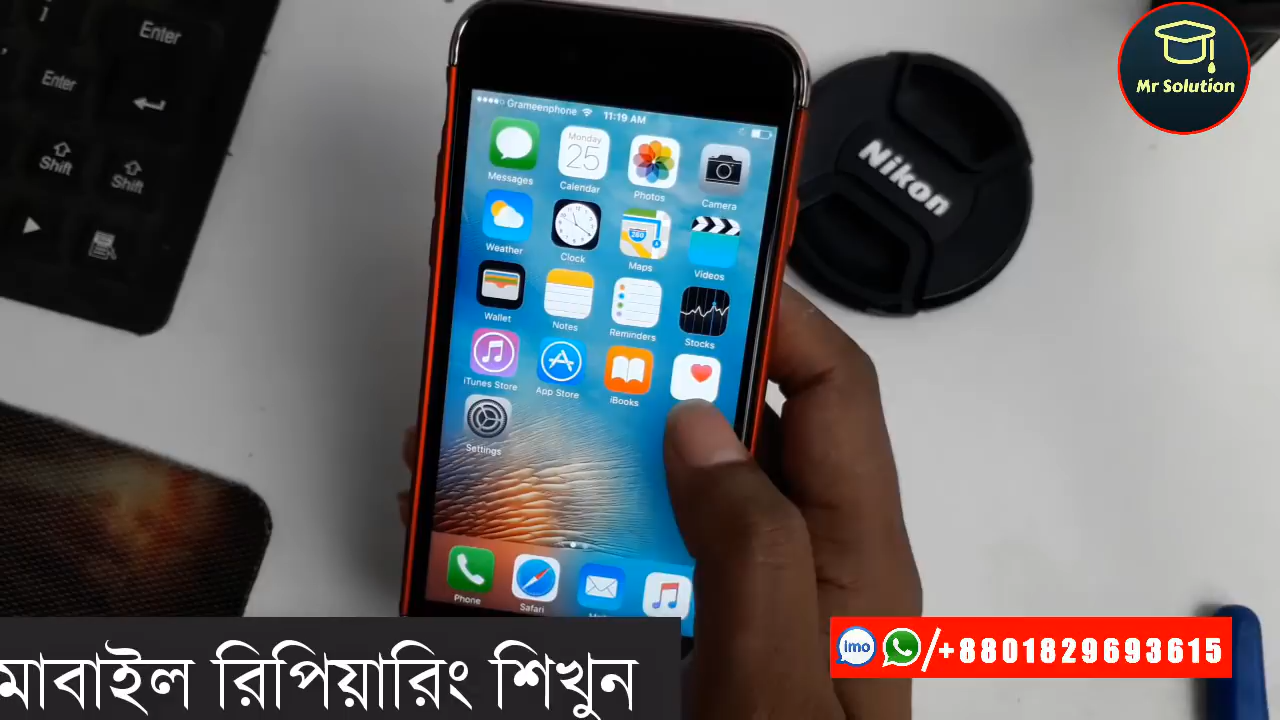 ]
Enter
Enter
Shift
Shift
Mr Solution
Nikon
Grameenphone 11:19 AM
Messages
Monday
25
Calendar
Photos
Camera
Weather
Clock
Maps
Videos
Wallet
Notes
Reminders
Stocks
iTunes Store
App Store
iBooks
Settings
Phone
Safari
imo
/+8801829693615
মোবাইল রিপিয়ারিং শিখুন